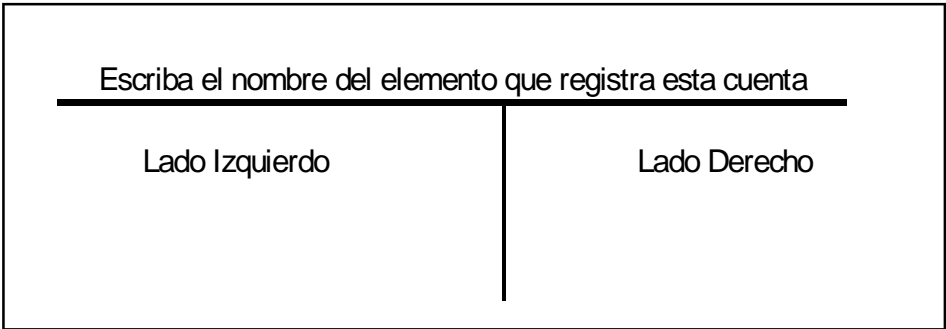 Escriba el nombre del elemento que registra esta cuenta
Lado Izquierdo Lado Derecho